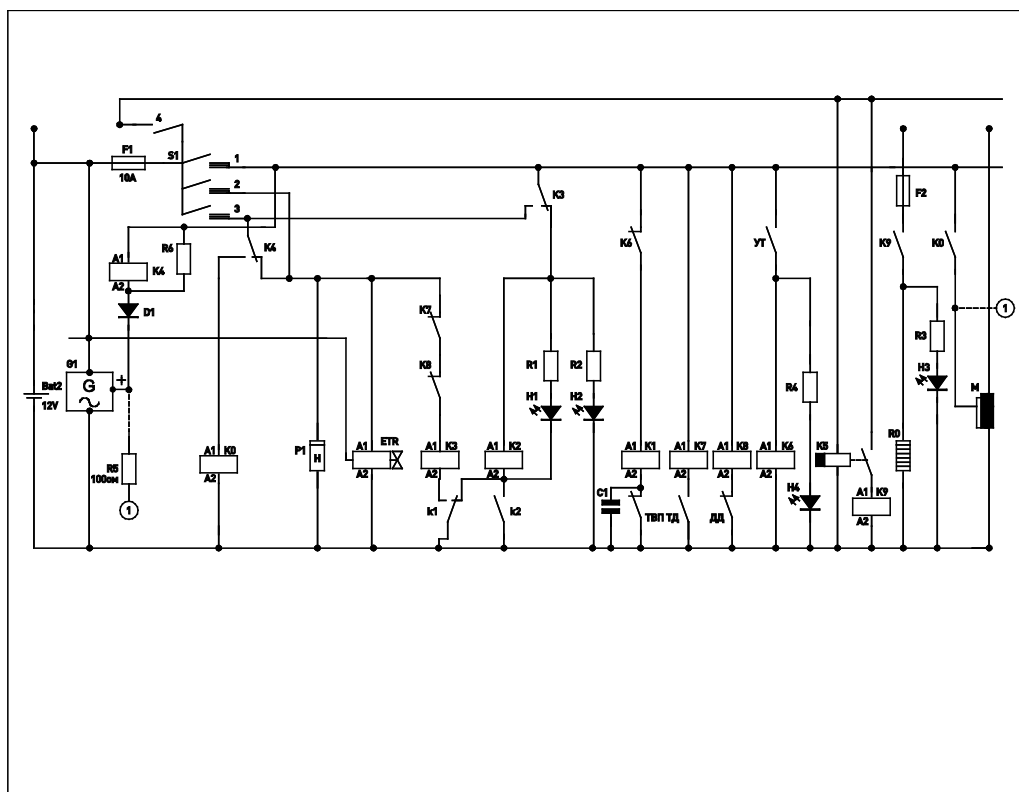 4
F1
S1
1
10A
2
3
K3
F2
R6
K4
K6
УТ
K9
K0
A1
K4
A2
D1
K7
1
R3
G1
+
Bat2
G
12V
K8
R1
R2
H3
R4
M
H1
H2
P1
H
ETR
R0
A1 K0
A2
R5
100ом
A1
A2
A1 K3
A2
A1 K2
A2
A1 K1
A2
A1 K7
A2
A1 K8
A2
A1 K6
A2
K5
C1
H4
A1 K9
A2
1
k1
k2
ТВП
ТД
ДД